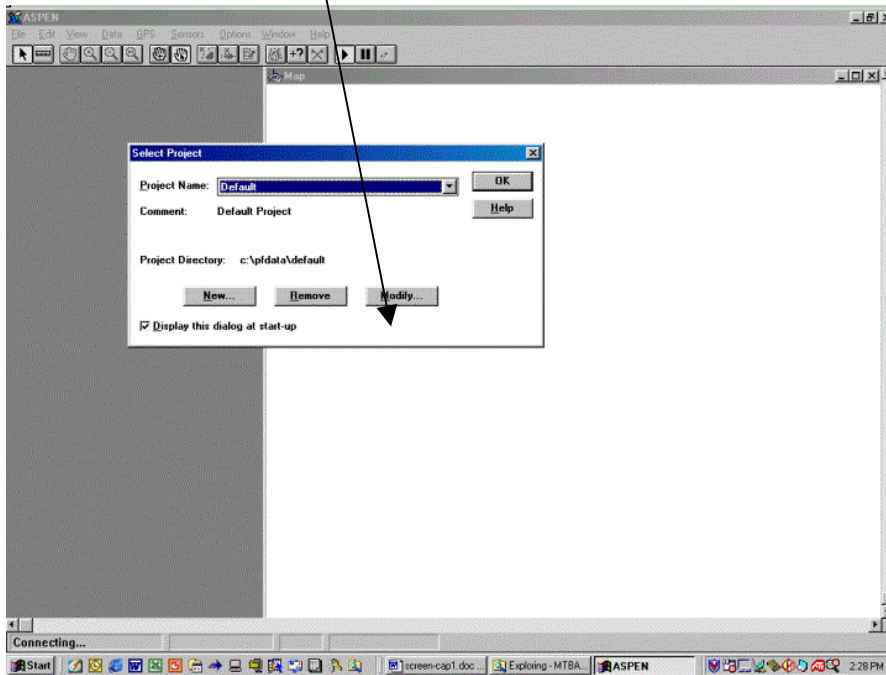 ASPEN
File Edit View Data GPS Sensors Options Window Help
Map
Select Project
Project Name: Default
OK
Comment: Default Project
Help
Project Directory: c:\pfdata\default
New... Remove Modify...
Display this dialog at start-up
Connecting...
Start screen-cap1.doc ... Exploring - MTBA... ASPEN 2:28 PM